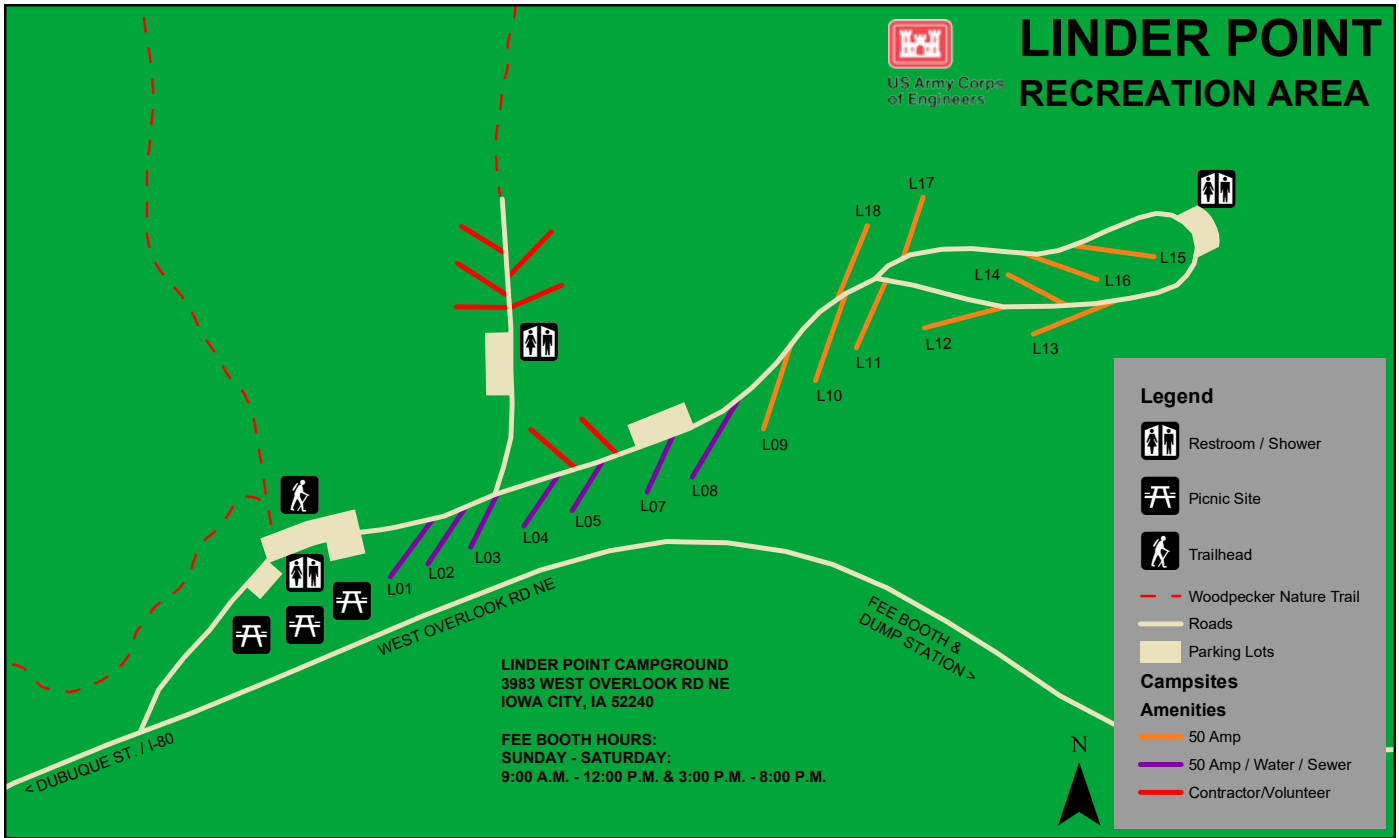 US Army Corps
of Engineers
LINDER POINT
RECREATION AREA
L17
L18
L15
L14
L16
L12
L13
L11
L10
L09
L08
L07
L05
L04
L03
L02
L01
WEST OVERLOOK RD NE
FEE BOOTH &
DUMP STATION >
< DUBUQUE ST. / I-80
LINDER POINT CAMPGROUND
3983 WEST OVERLOOK RD NE
IOWA CITY, IA 52240
FEE BOOTH HOURS:
SUNDAY - SATURDAY:
9:00 A.M. - 12:00 P.M. & 3:00 P.M. - 8:00 P.M.
N
Legend
Restroom / Shower
Picnic Site
Trailhead
Woodpecker Nature Trail
Roads
Parking Lots
Campsites
Amenities
50 Amp
50 Amp / Water / Sewer
Contractor/Volunteer